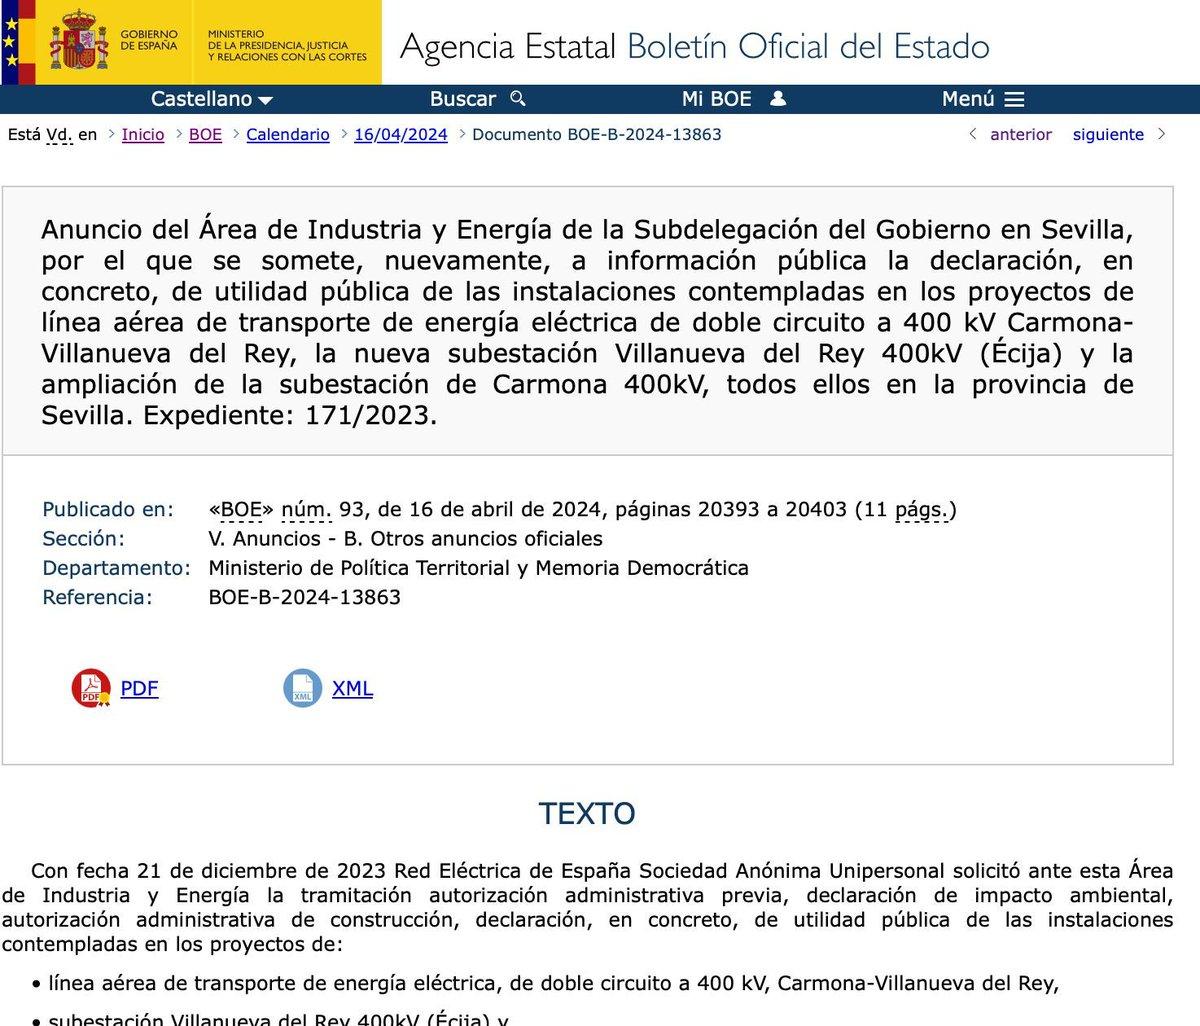 GOBIERNO
DE ESPAÑA
MINISTERIO
DE LA PRESIDENCIA, JUSTICIA
Y RELACIONES CON LAS CORTES
Agencia Estatal Boletín Oficial del Estado
Castellano Buscar Mi BOE Menú
Está Vd. en > Inicio > BOE > Calendario > 16/04/2024 > Documento BOE-B-2024-13863 < anterior siguiente >
Anuncio del Área de Industria y Energía de la Subdelegación del Gobierno en Sevilla,
por el que se somete, nuevamente, a información pública la declaración, en
concreto, de utilidad pública de las instalaciones contempladas en los proyectos de
línea aérea de transporte de energía eléctrica de doble circuito a 400 kV Carmona-
Villanueva del Rey, la nueva subestación Villanueva del Rey 400kV (Écija) y la
ampliación de la subestación de Carmona 400kV, todos ellos en la provincia de
Sevilla. Expediente: 171/2023.
Publicado en: «BOE» núm. 93, de 16 de abril de 2024, páginas 20393 a 20403 (11 págs.)
Sección: V. Anuncios - B. Otros anuncios oficiales
Departamento: Ministerio de Política Territorial y Memoria Democrática
Referencia: BOE-B-2024-13863
PDF PDF XML XML
TEXTO
Con fecha 21 de diciembre de 2023 Red Eléctrica de España Sociedad Anónima Unipersonal solicitó ante esta Área
de Industria y Energía la tramitación autorización administrativa previa, declaración de impacto ambiental,
autorización administrativa de construcción, declaración, en concreto, de utilidad pública de las instalaciones
contempladas en los proyectos de:
• línea aérea de transporte de energía eléctrica, de doble circuito a 400 kV, Carmona-Villanueva del Rey,
• subestación Villanueva del Rey 400kV (Écija) y